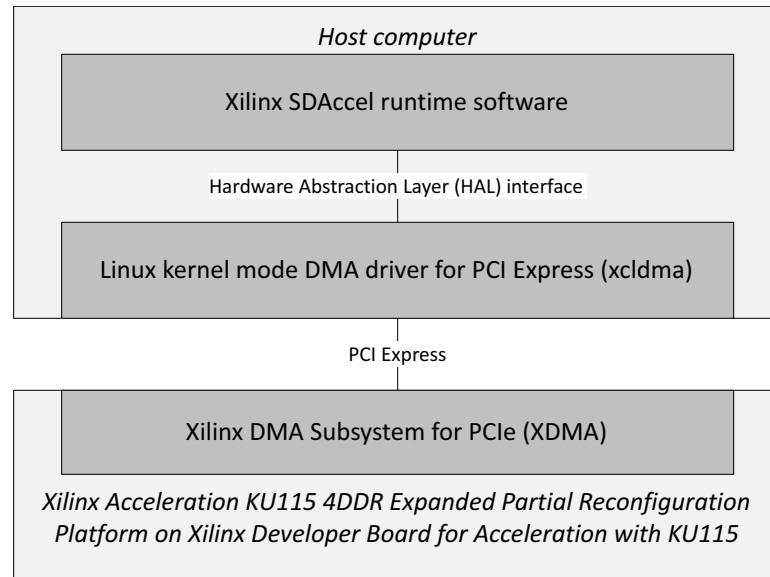 Host computer
Xilinx SDAccel runtime software
Hardware Abstraction Layer (HAL) interface
Linux kernel mode DMA driver for PCI Express (xcldma)
PCI Express
Xilinx DMA Subsystem for PCIe (XDMA)
Xilinx Acceleration KU115 4DDR Expanded Partial Reconfiguration
Platform on Xilinx Developer Board for Acceleration with KU115